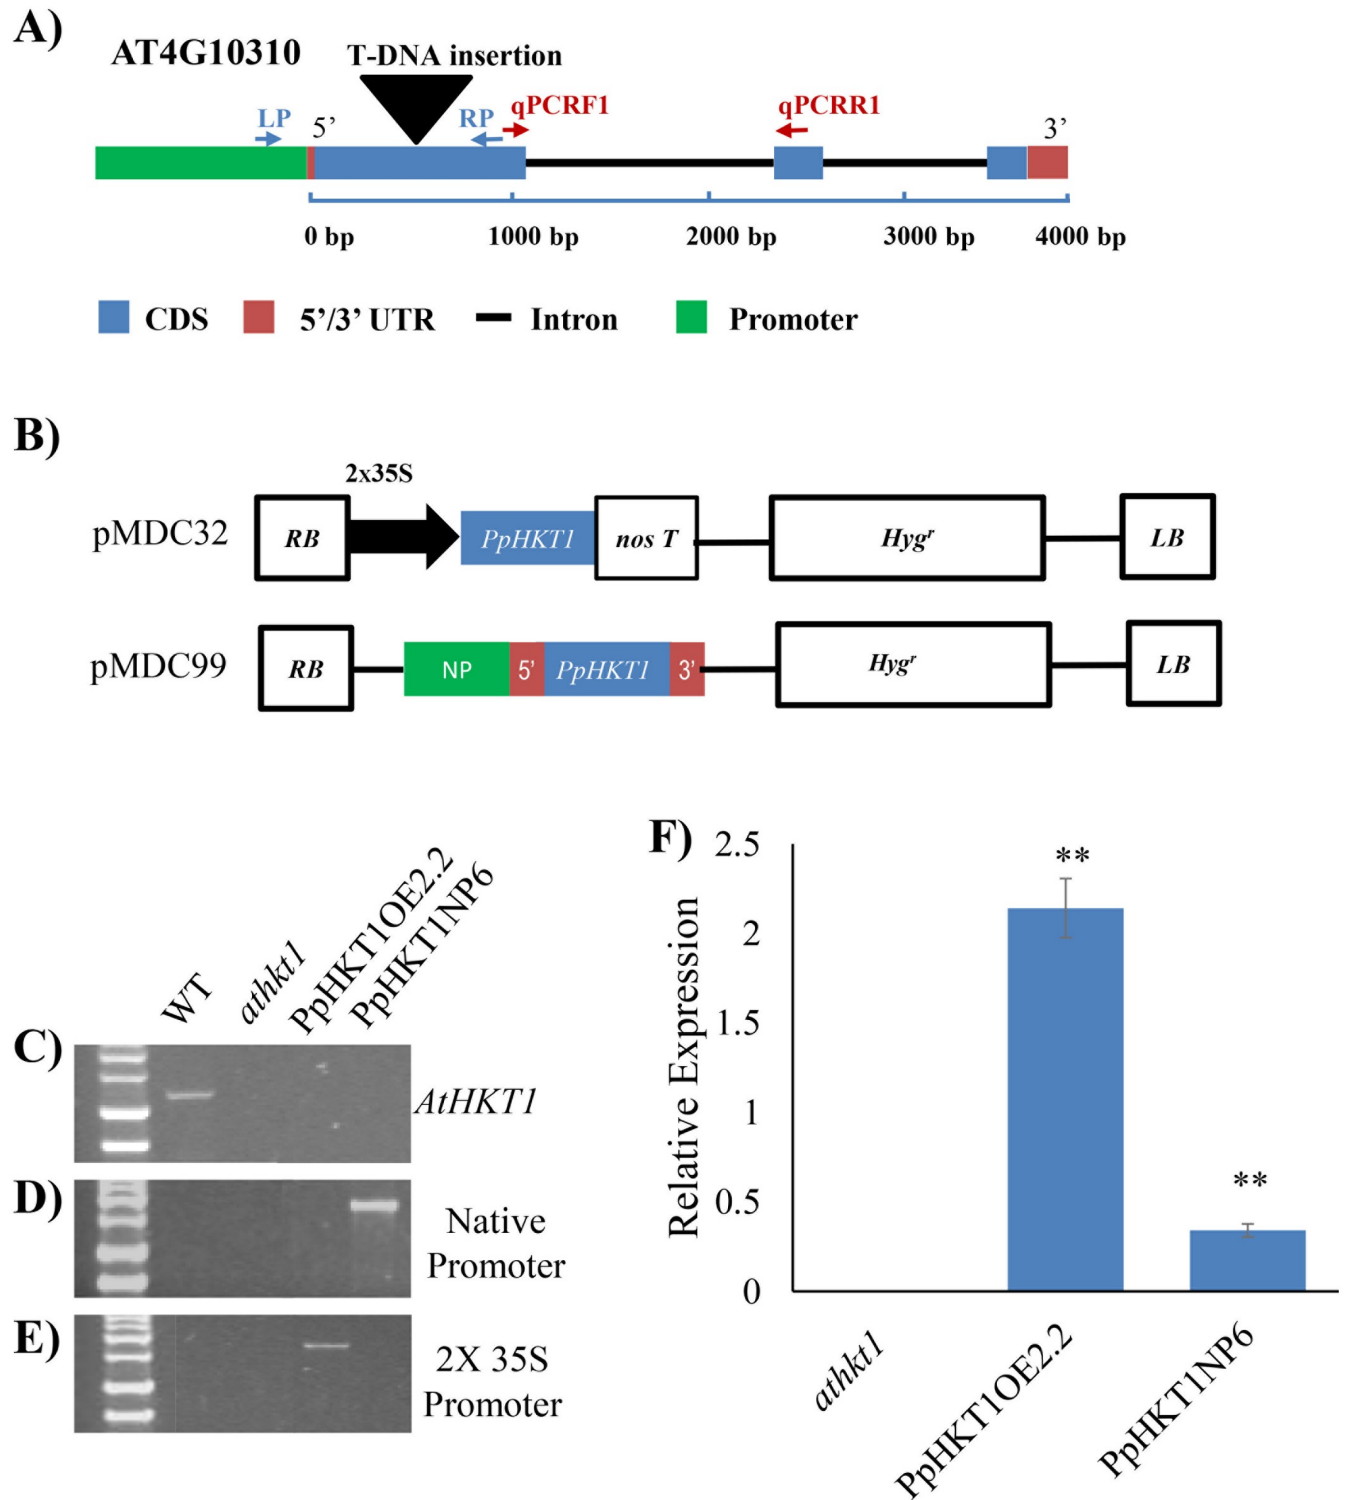 A)
AT4G10310
T-DNA insertion
LP
5’
RP
qPCRF1
qPCRR1
3’
0 bp
1000 bp
2000 bp
3000 bp
4000 bp
CDS
5’/3’ UTR
Intron
Promoter
B)
2x35S
pMDC32
RB
PpHKT1
nos T
Hygr
LB
pMDC99
RB
NP
5’
PpHKT1
3’
Hygr
LB
WT
athkt1
PpHKT1OE2.2
PpHKT1NP6
C)
AtHKT1
D)
Native
Promoter
E)
2X 35S
Promoter
F)
Relative Expression
2.5
2
1.5
1
0.5
0
**
**
athkt1
PpHKT1OE2.2
PpHKT1NP6